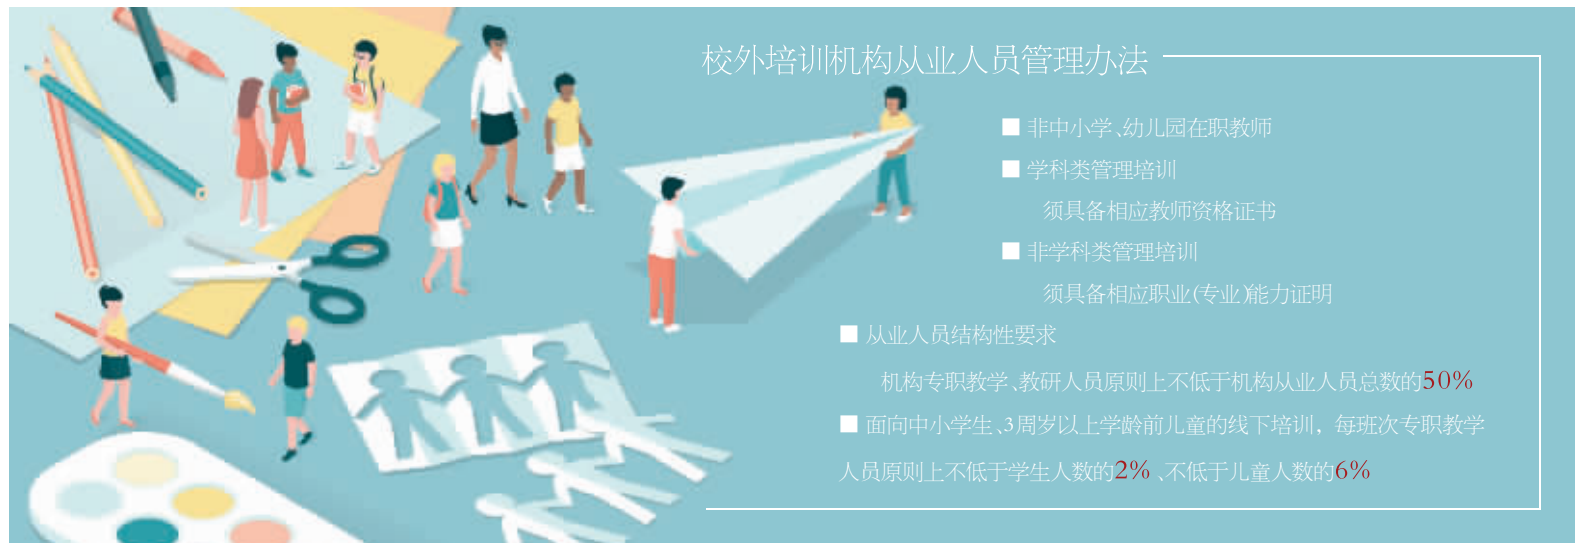 校外培训机构从业人员管理办法
■ 非中小学、幼儿园在职教师
■ 学科类管理培训
须具备相应教师资格证书
■ 非学科类管理培训
须具备相应职业(专业)能力证明
■ 从业人员结构性要求
机构专职教学、教研人员原则上不低于机构从业人员总数的50%
■ 面向中小学生、3周岁以上学龄前儿童的线下培训，每班次专职教学
人员原则上不低于学生人数的2%、不低于儿童人数的6%